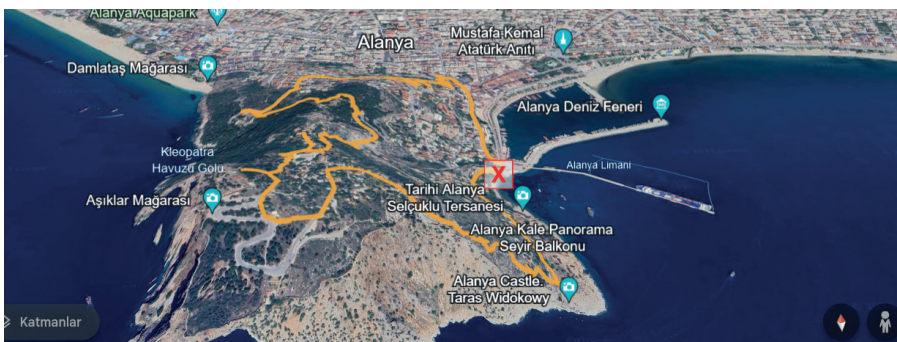 Alanya Aquapark
Alanya
Mustafa Kemal
Atatürk Anıtı
Damlataş Mağarası
Alanya Deniz Feneri
Kleopatra
Havuzu Golu
Alanya Limani
X
Aşıklar Mağarası
Tarihi Alanya
Selçuklu Tersanesi
Alanya Kale Panorama
Seyir Balkonu
Alanya Castle.
Taras Widokowy
Katmanlar